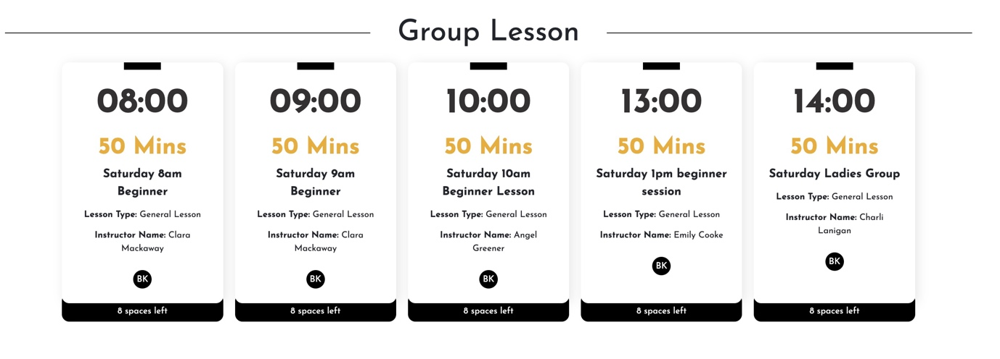 Group Lesson
08:00
50 Mins
Saturday 8am
Beginner
Lesson Type: General Lesson
Instructor Name: Clara
Mackaway
BK
8 spaces left
09:00
50 Mins
Saturday 9am
Beginner
Lesson Type: General Lesson
Instructor Name: Clara
Mackaway
BK
8 spaces left
10:00
50 Mins
Saturday 10am
Beginner Lesson
Lesson Type: General Lesson
Instructor Name: Angel
Greener
BK
8 spaces left
13:00
50 Mins
Saturday 1pm beginner
session
Lesson Type: General Lesson
Instructor Name: Emily Cooke
BK
8 spaces left
14:00
50 Mins
Saturday Ladies Group
Lesson Type: General Lesson
Instructor Name: Charli
Lanigan
BK
8 spaces left